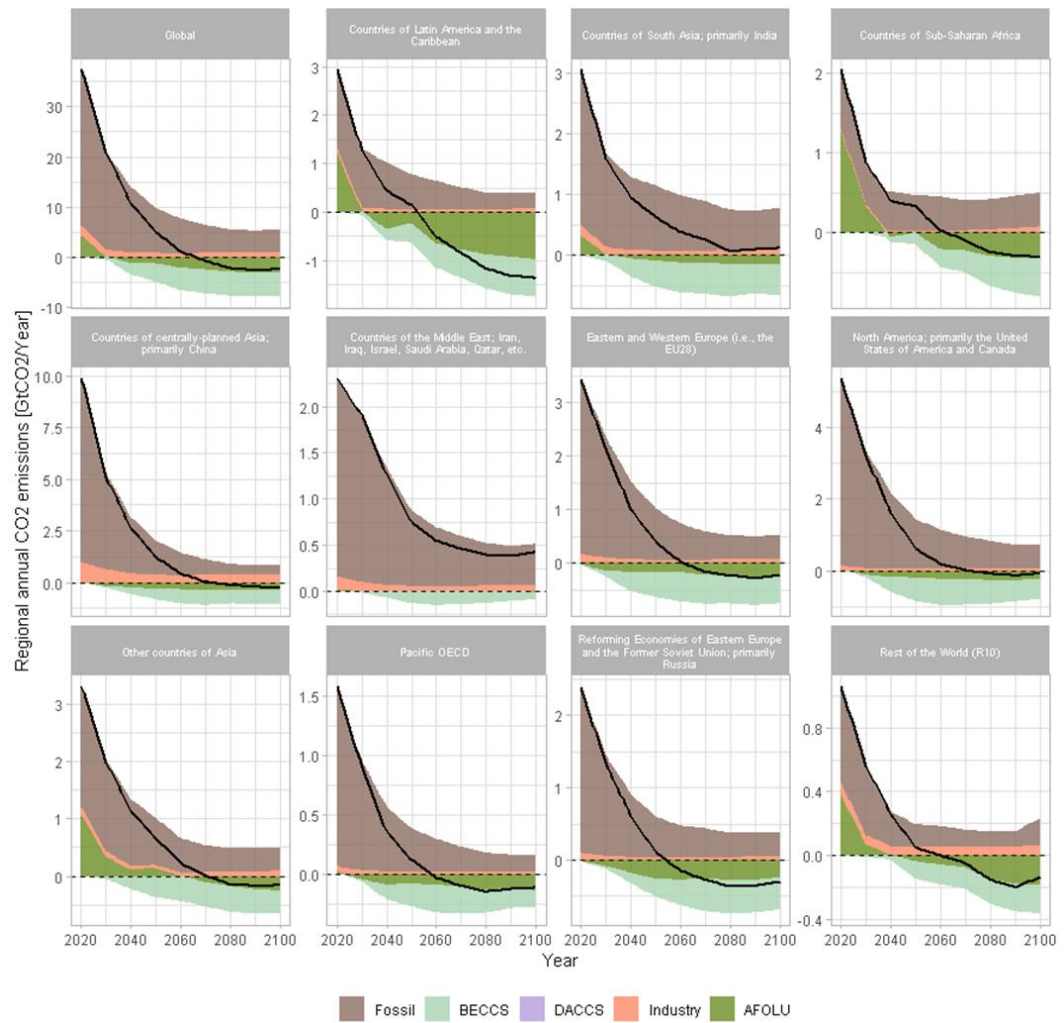 Global
Countries of Latin America and the
Caribbean
Countries of South Asia; primarily India
Countries of Sub-Saharan Africa
30
20
10
0
-10
3
2
1
0
-1
3
2
1
0
2
1
0
Regional annual CO2 emissions [GtCO2/Year]
Countries of centrally-planned Asia;
primarily China
Countries of the Middle East; Iran,
Iraq, Israel, Saudi Arabia, Qatar, etc.
Eastern and Western Europe (i.e., the
EU28)
North America; primarily the United
States of America and Canada
10.0
7.5
5.0
2.5
0.0
2.0
1.5
1.0
0.5
0.0
3
2
1
0
4
2
0
Other countries of Asia
Pacific OECD
Reforming Economies of Eastern Europe
and the Former Soviet Union; primarily
Russia
Rest of the World (R10)
3
2
1
0
1.5
1.0
0.5
0.0
2
1
0
0.8
0.4
0.0
-0.4
2020 2040 2060 2080 2100
2020 2040 2060 2080 2100
2020 2040 2060 2080 2100
2020 2040 2060 2080 2100
Year
Fossil BECCS DACCS Industry AFOLU